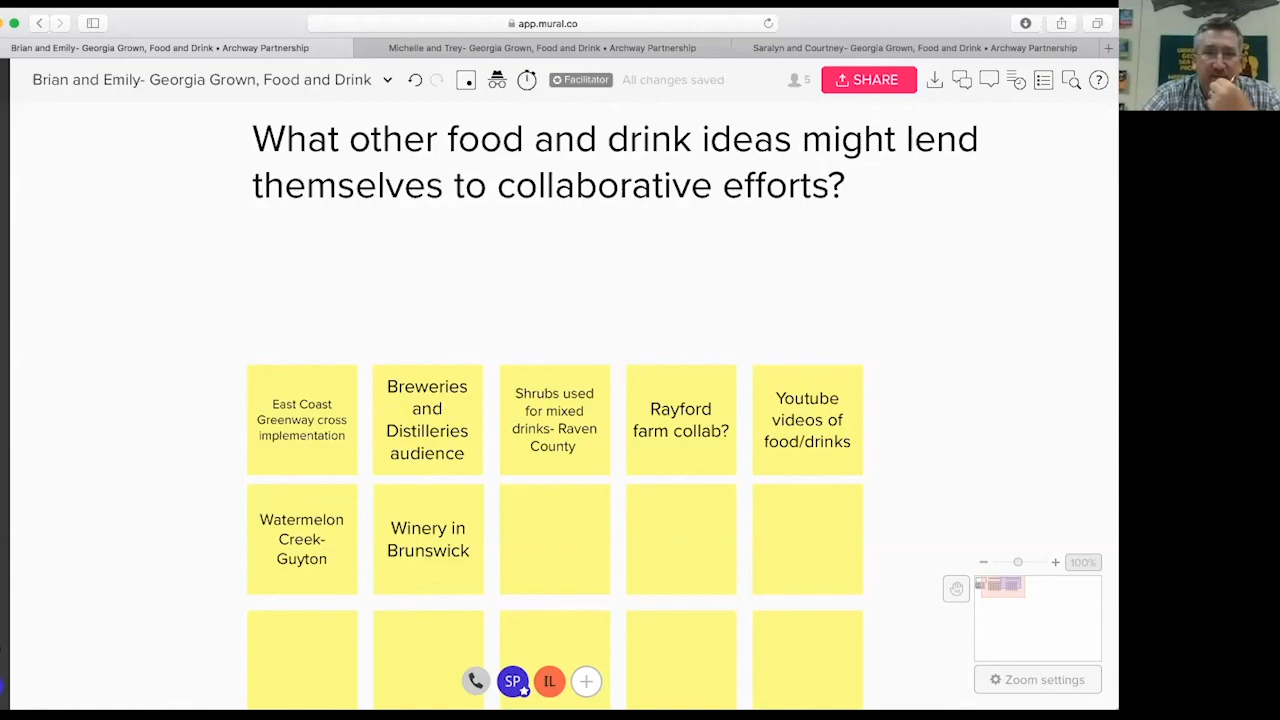 app.mural.co
Brian and Emily- Georgia Grown, Food and Drink • Archway Partnership
Michelle and Trey- Georgia Grown, Food and Drink • Archway Partnership
Saralyn and Courtney- Georgia Grown, Food and Drink • Archway Partnership
Brian and Emily- Georgia Grown, Food and Drink
Facilitator
All changes saved
5
SHARE
What other food and drink ideas might lend
themselves to collaborative efforts?
East Coast
Greenway cross
implementation
Breweries
and
Distilleries
audience
Shrubs used
for mixed
drinks- Raven
County
Rayford
farm collab?
Youtube
videos of
food/drinks
Watermelon
Creek-
Guyton
Winery in
Brunswick
100%
SP
IL
Zoom settings